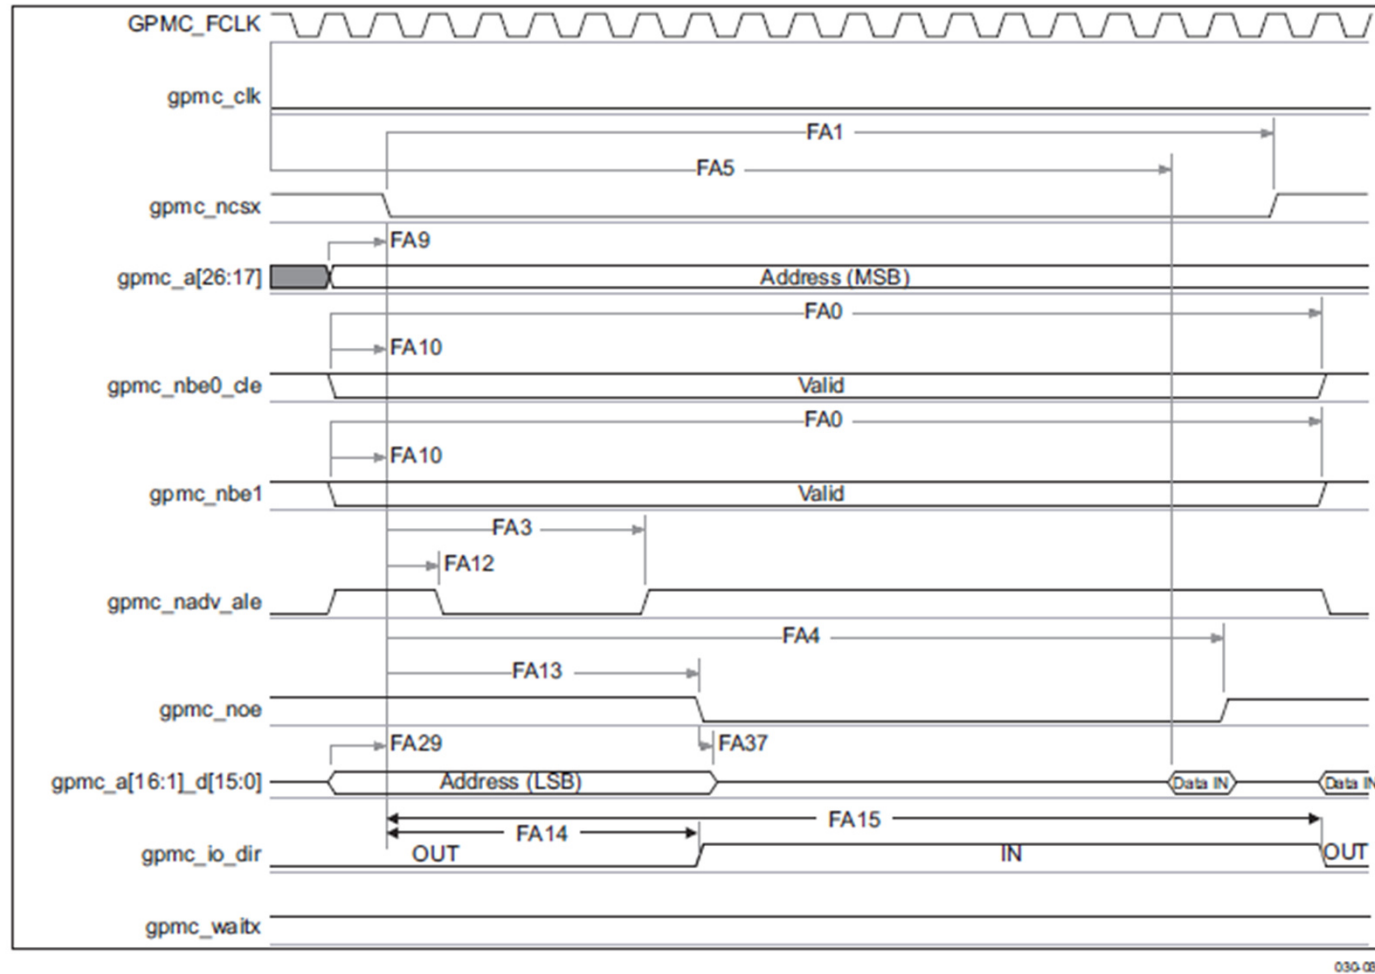 GPMC_FCLK
gpmc_clk
FA1
FA5
gpmc_ncsx
FA9
gpmc_a[26:17] Address (MSB)
FA0
FA10
gpmc_nbe0_cle Valid
FA0
FA10
gpmc_nbe1 Valid
FA3
FA12
gpmc_nadv_ale
FA4
FA13
gpmc_noe
FA29 FA37
gpmc_a[16:1]_d[15:0] Address (LSB) Data IN Data IN
FA15
FA14
gpmc_io_dir OUT IN OUT
gpmc_waitx